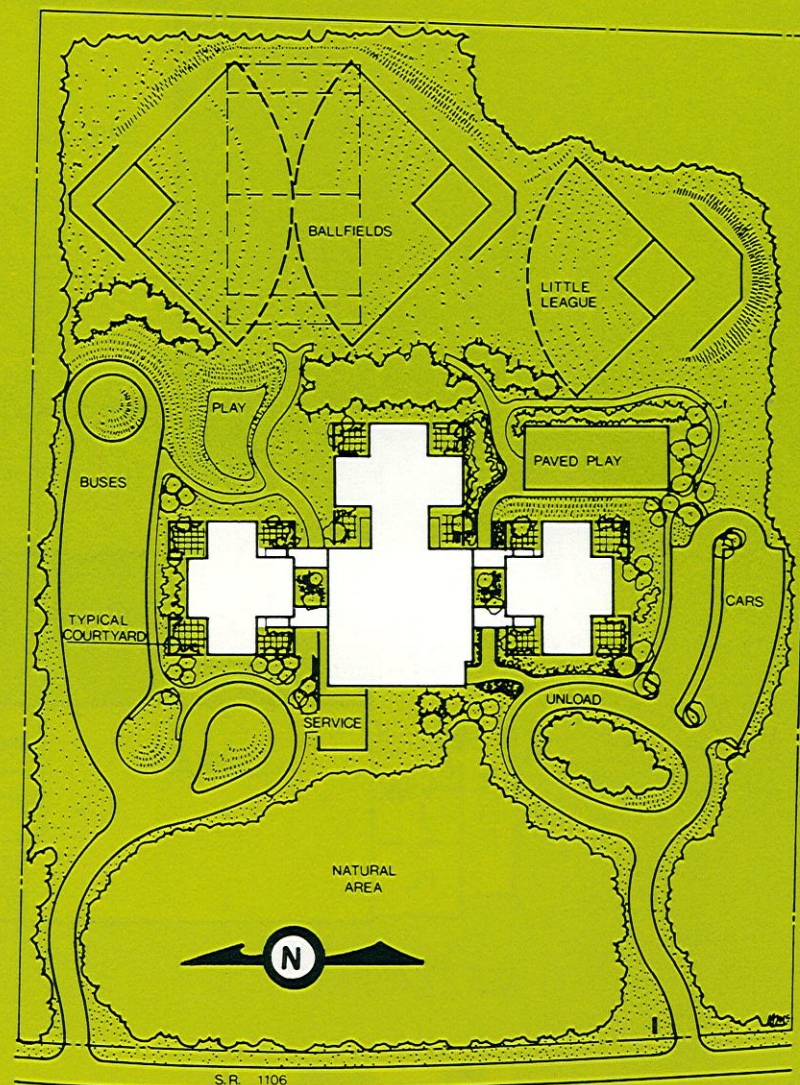 BALLFIELDS
LITTLE
LEAGUE
PLAY
PAVED PLAY
BUSES
CARS
TYPICAL
COURTYARD
UNLOAD
SERVICE
NATURAL
AREA
N
S.R. 1106